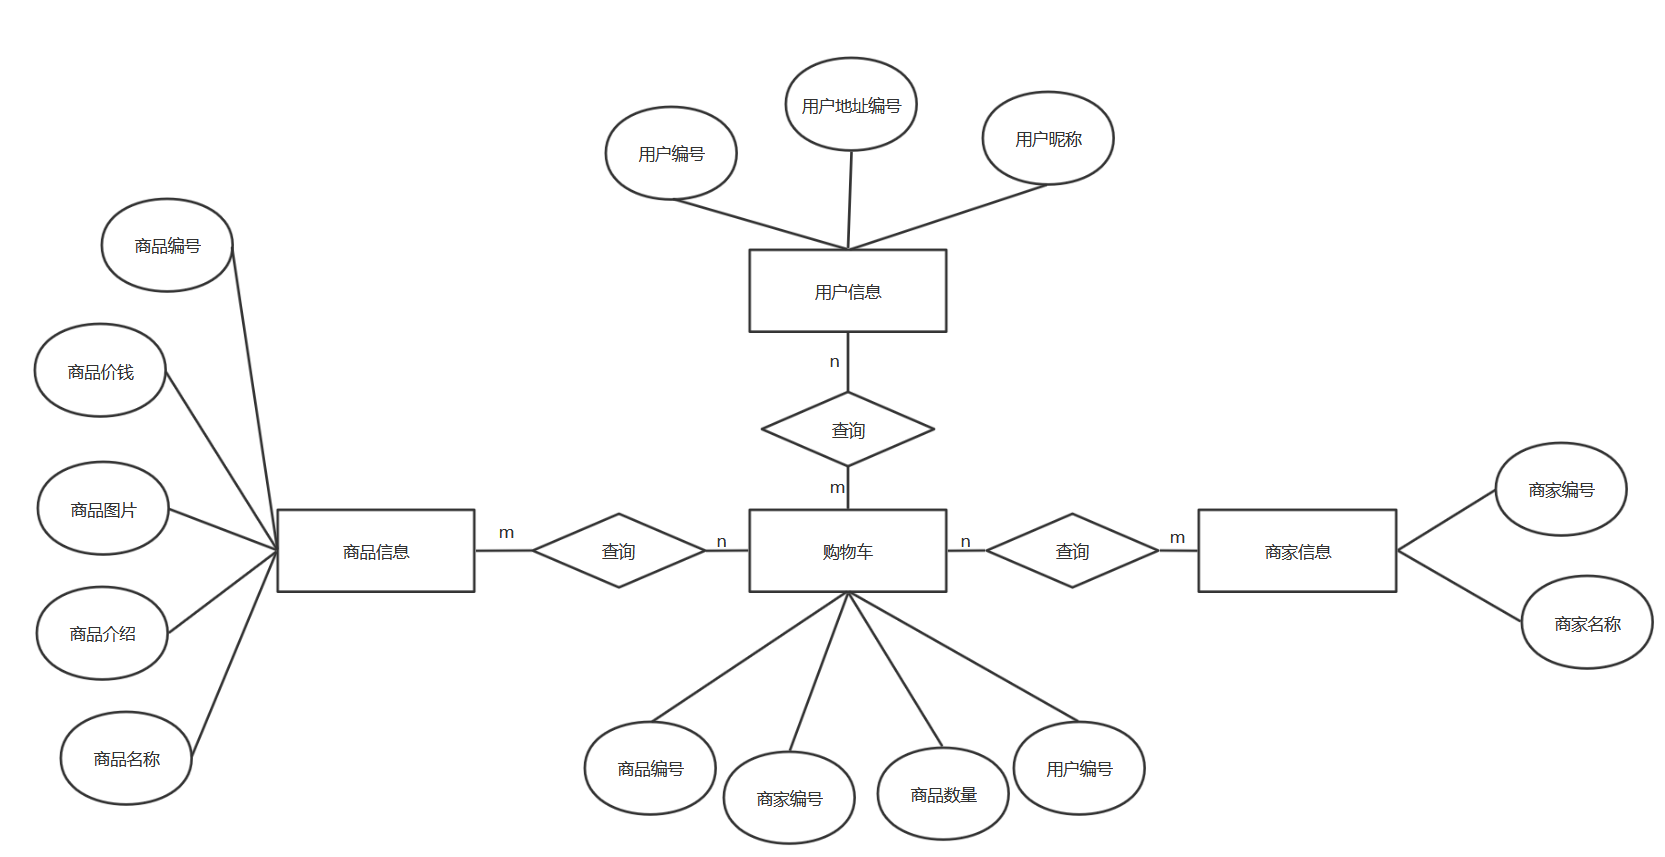 用户地址编号
用户昵称
用户编号
商品编号
用户信息
n
商品价钱
查询
m
商家编号
商品图片
商品信息
m
查询
n
购物车
n
查询
m
商家信息
商品介绍
商家名称
商品名称
商品编号
商家编号
商品数量
用户编号